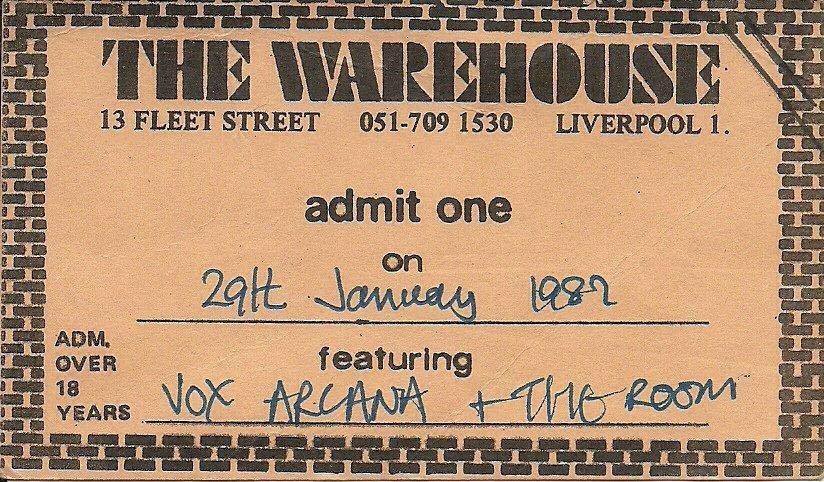 THE WAREHOUSE
13 FLEET STREET 051-709 1530 LIVERPOOL 1.
admit one
on
29th January 1982
ADM.
OVER
18
YEARS
featuring
VOX ARCANA + THE ROOM